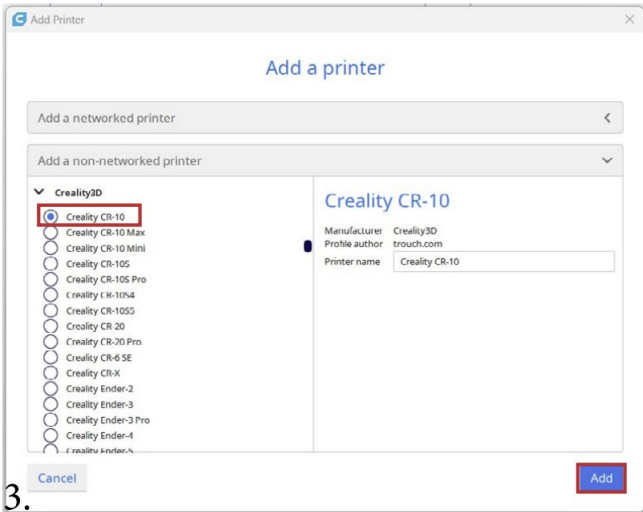 Add Printer
Add a printer
Add a networked printer
Add a non-networked printer
Creality3D
Creality CR-10
Creality CR-10 Max
Creality CR-10 Mini
Creality CR-10S
Creality CR-10S Pro
Creality CR-10S4
Creality CR-10S5
Creality CR-20
Creality CR-20 Pro
Creality CR-6 SE
Creality CR-X
Creality Ender-2
Creality Ender-3
Creality Ender-3 Pro
Creality Ender-4
Creality Ender-5
Creality CR-10
Manufacturer Creality3D
Profile author trouch.com
Printer name Creality CR-10
Cancel
Add
3.